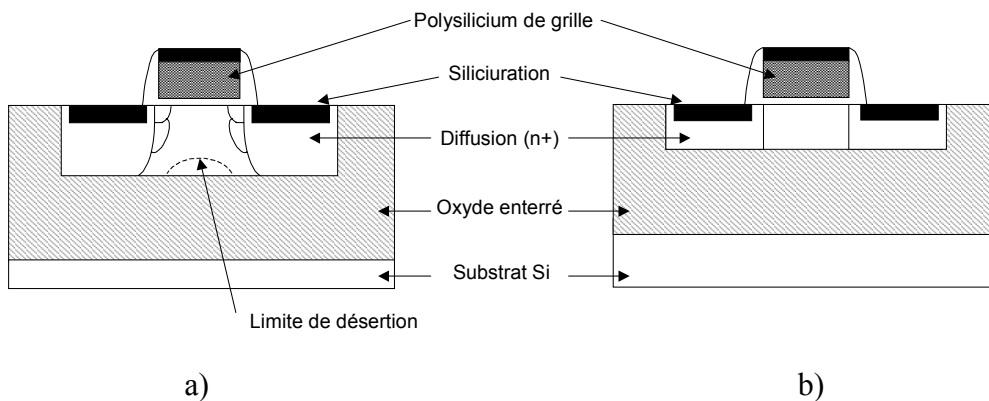 Polysilicium de grille
Siliciuration
Diffusion (n+)
Oxyde enterré
Substrat Si
Limite de désertion
a)
b)